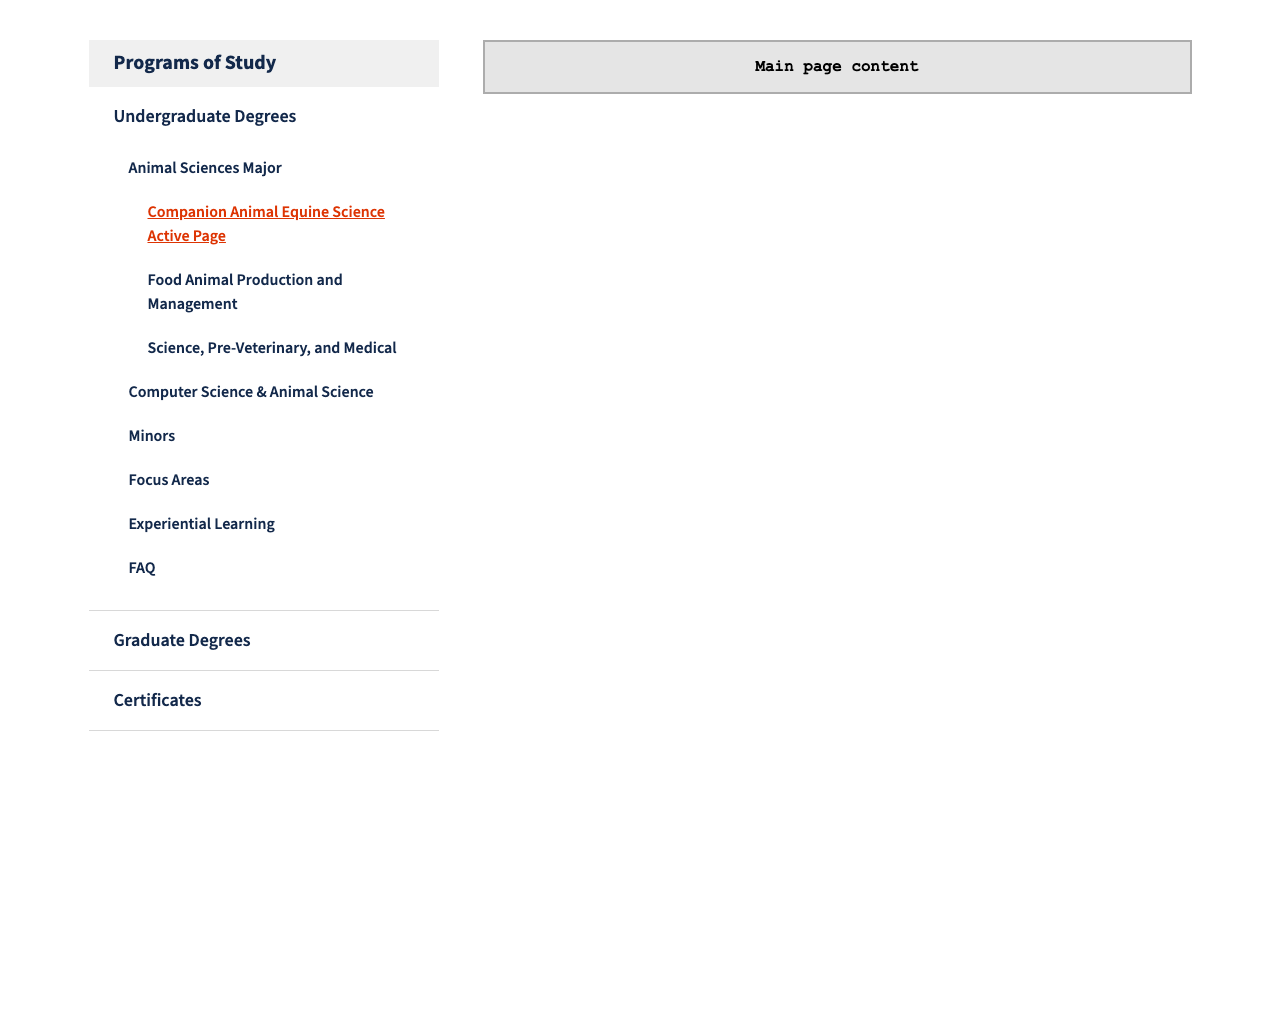 Programs of Study
Undergraduate Degrees
Animal Sciences Major
Companion Animal Equine Science
Active Page
Food Animal Production and
Management
Science, Pre-Veterinary, and Medical
Computer Science & Animal Science
Minors
Focus Areas
Experiential Learning
FAQ
Graduate Degrees
Certificates
Main page content